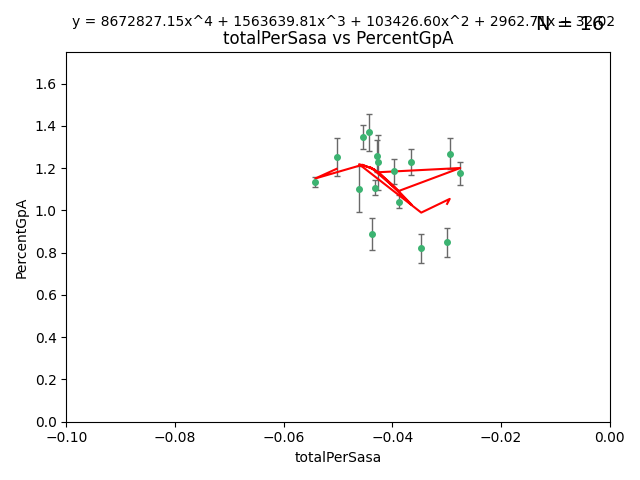 y = 8672827.15x^4 + 1563639.81x^3 + 103426.60x^2 +
N = 16
totalPerSasa vs PercentGpA
1.6
1.4
1.2
1.0
0.8
0.6
0.4
0.2
0.0
PercentGpA
−0.10 −0.08 −0.06 −0.04 −0.02 0.00
totalPerSasa